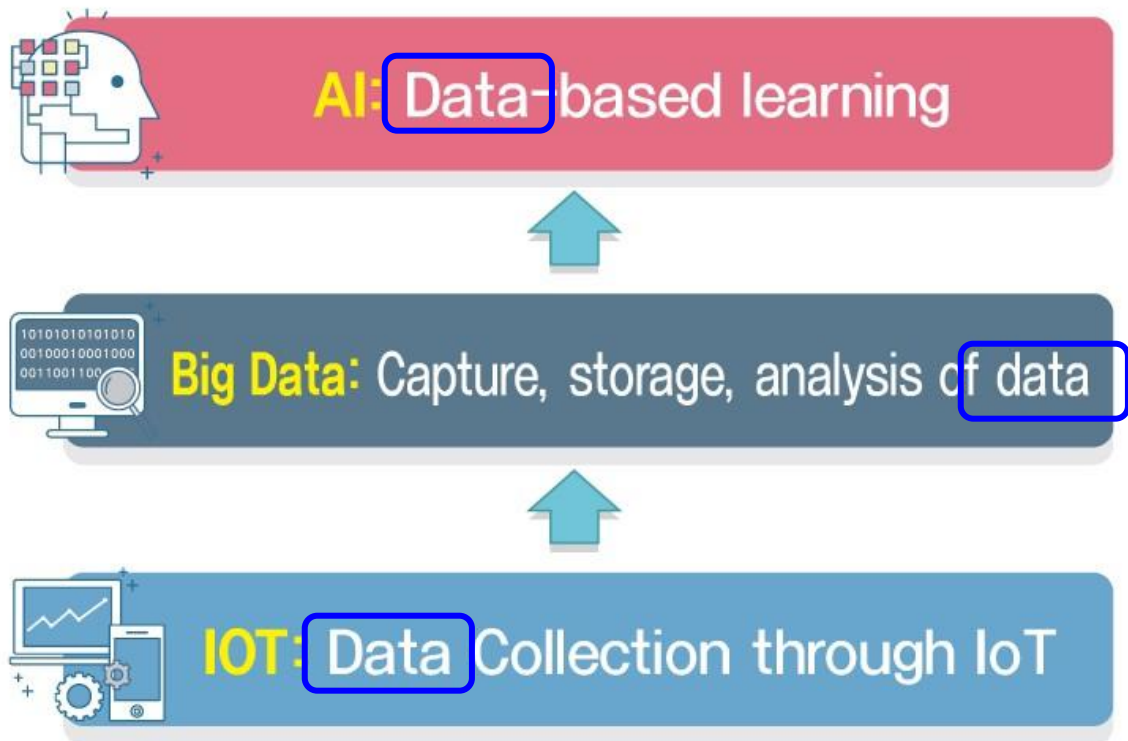 AI: Data-based learning
10101010101010
00100010001000
0011001100
Big Data: Capture, storage, analysis of data
IOT: Data Collection through IoT